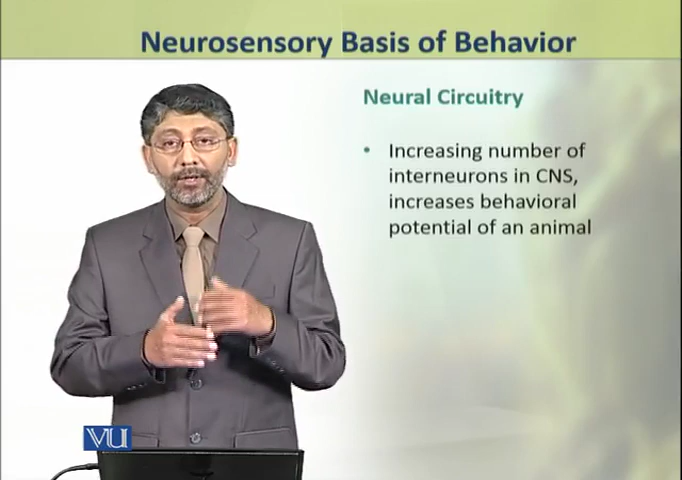 Neurosensory Basis of Behavior
Neural Circuitry
• Increasing number of
interneurons in CNS,
increases behavioral
potential of an animal
VU